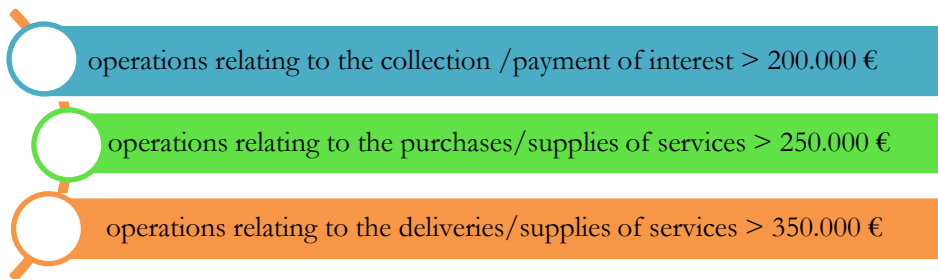 operations relating to the collection /payment of interest > 200.000 €
operations relating to the purchases/supplies of services > 250.000 €
operations relating to the deliveries/supplies of services > 350.000 €